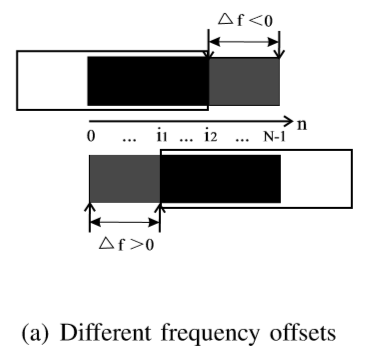 △ f <0
n
0 ... i1 ... i2 ... N-1
△ f >0
(a) Different frequency offsets